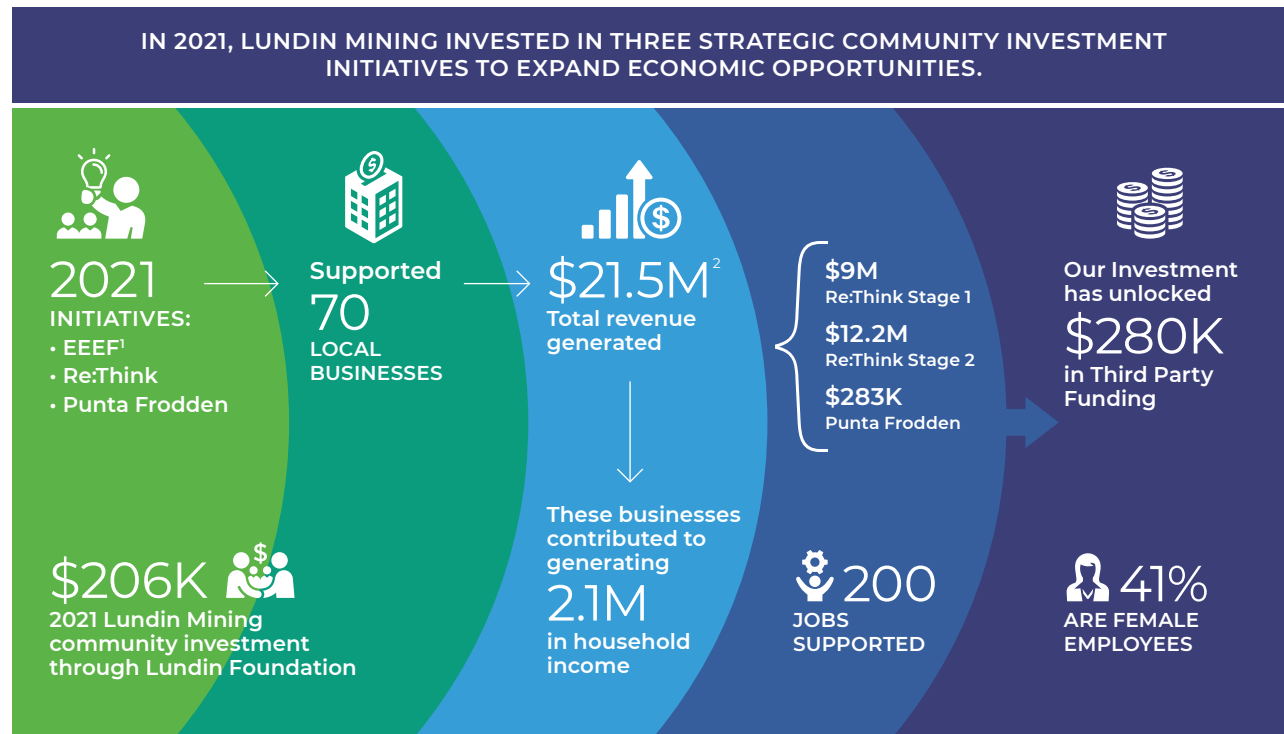 IN 2021, LUNDIN MINING INVESTED IN THREE STRATEGIC COMMUNITY INVESTMENT
INITIATIVES TO EXPAND ECONOMIC OPPORTUNITIES.
2021
INITIATIVES:
• EEEF¹
• Re:Think
• Punta Frodden
Supported
70
LOCAL
BUSINESSES
$21.5M²
Total revenue
generated
$9M
Re:Think Stage 1
$12.2M
Re:Think Stage 2
$283K
Punta Frodden
Our Investment
has unlocked
$280K
in Third Party
Funding
$206K
2021 Lundin Mining
community investment
through Lundin Foundation
These businesses
contributed to
generating
2.1M
in household
income
200
JOBS
SUPPORTED
41%
ARE FEMALE
EMPLOYEES